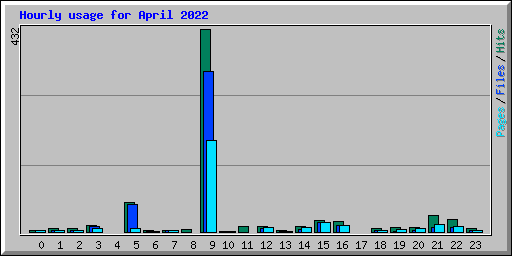 Hourly usage for April 2022
432
Pages / Files / Hits
0 1 2 3 4 5 6 7 8 9 10 11 12 13 14 15 16 17 18 19 20 21 22 23